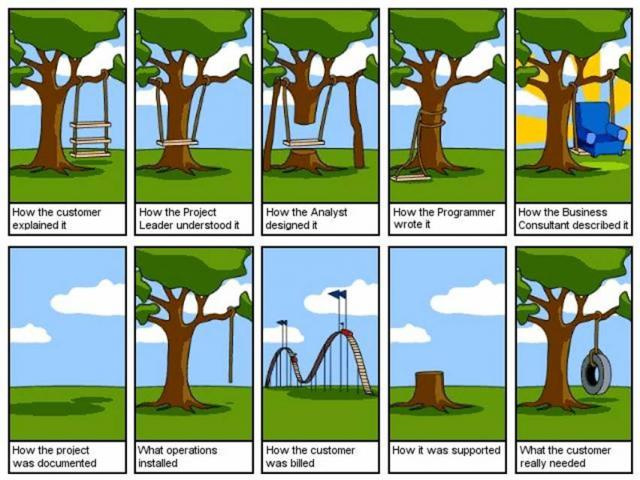 How the customer
explained it
How the Project
Leader understood it
How the Analyst
designed it
How the Programmer
wrote it
How the Business
Consultant described it
How the project
was documented
What operations
installed
How the customer
was billed
How it was supported
What the customer
really needed